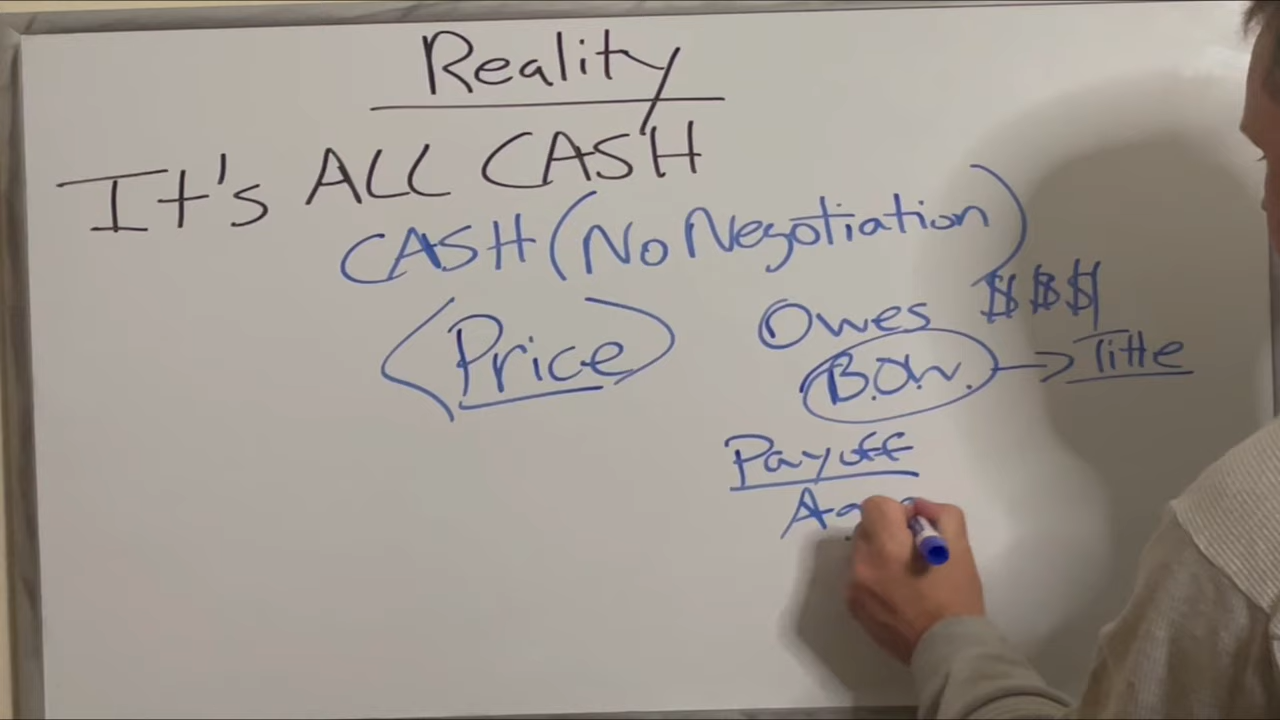 Reality
It's ALL CASH
CASH (No Negotiation)
(Price)
Owes $$$
B.O.W. → Title
Payoff